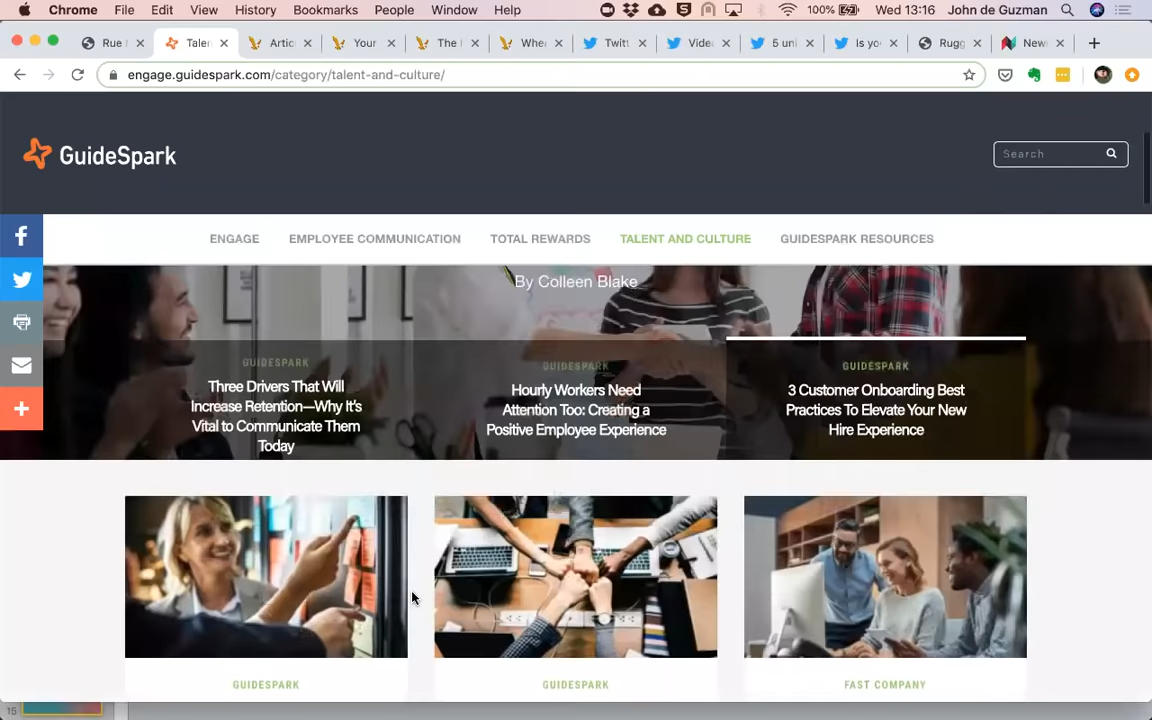 Chrome File Edit View History Bookmarks People Window Help 100% Wed 13:16 John de Guzman
Rue Talen Artic Your The Whe Twitt Vide 5 uni Is yo Rugg New
engage.guidespark.com/category/talent-and-culture/
GuideSpark
Search
ENGAGE EMPLOYEE COMMUNICATION TOTAL REWARDS TALENT AND CULTURE GUIDESPARK RESOURCES
By Colleen Blake
GUIDESPARK
Three Drivers That Will
Increase Retention—Why It's
Vital to Communicate Them
Today
GUIDESPARK
Hourly Workers Need
Attention Too: Creating a
Positive Employee Experience
GUIDESPARK
3 Customer Onboarding Best
Practices To Elevate Your New
Hire Experience
GUIDESPARK
GUIDESPARK
FAST COMPANY
15